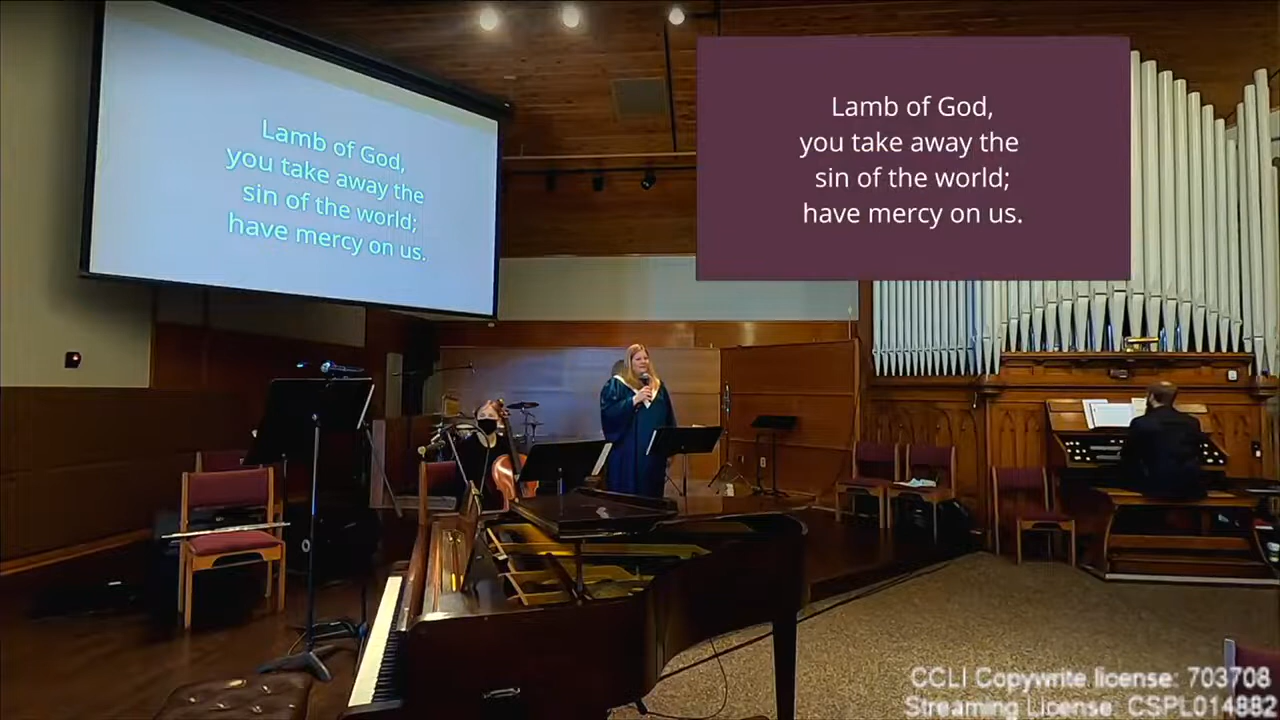 Lamb of God,
you take away the
sin of the world;
have mercy on us.
Lamb of God,
you take away the
sin of the world;
have mercy on us.
CCLI Copywrite license: 703708
Streaming License: CSPL014882